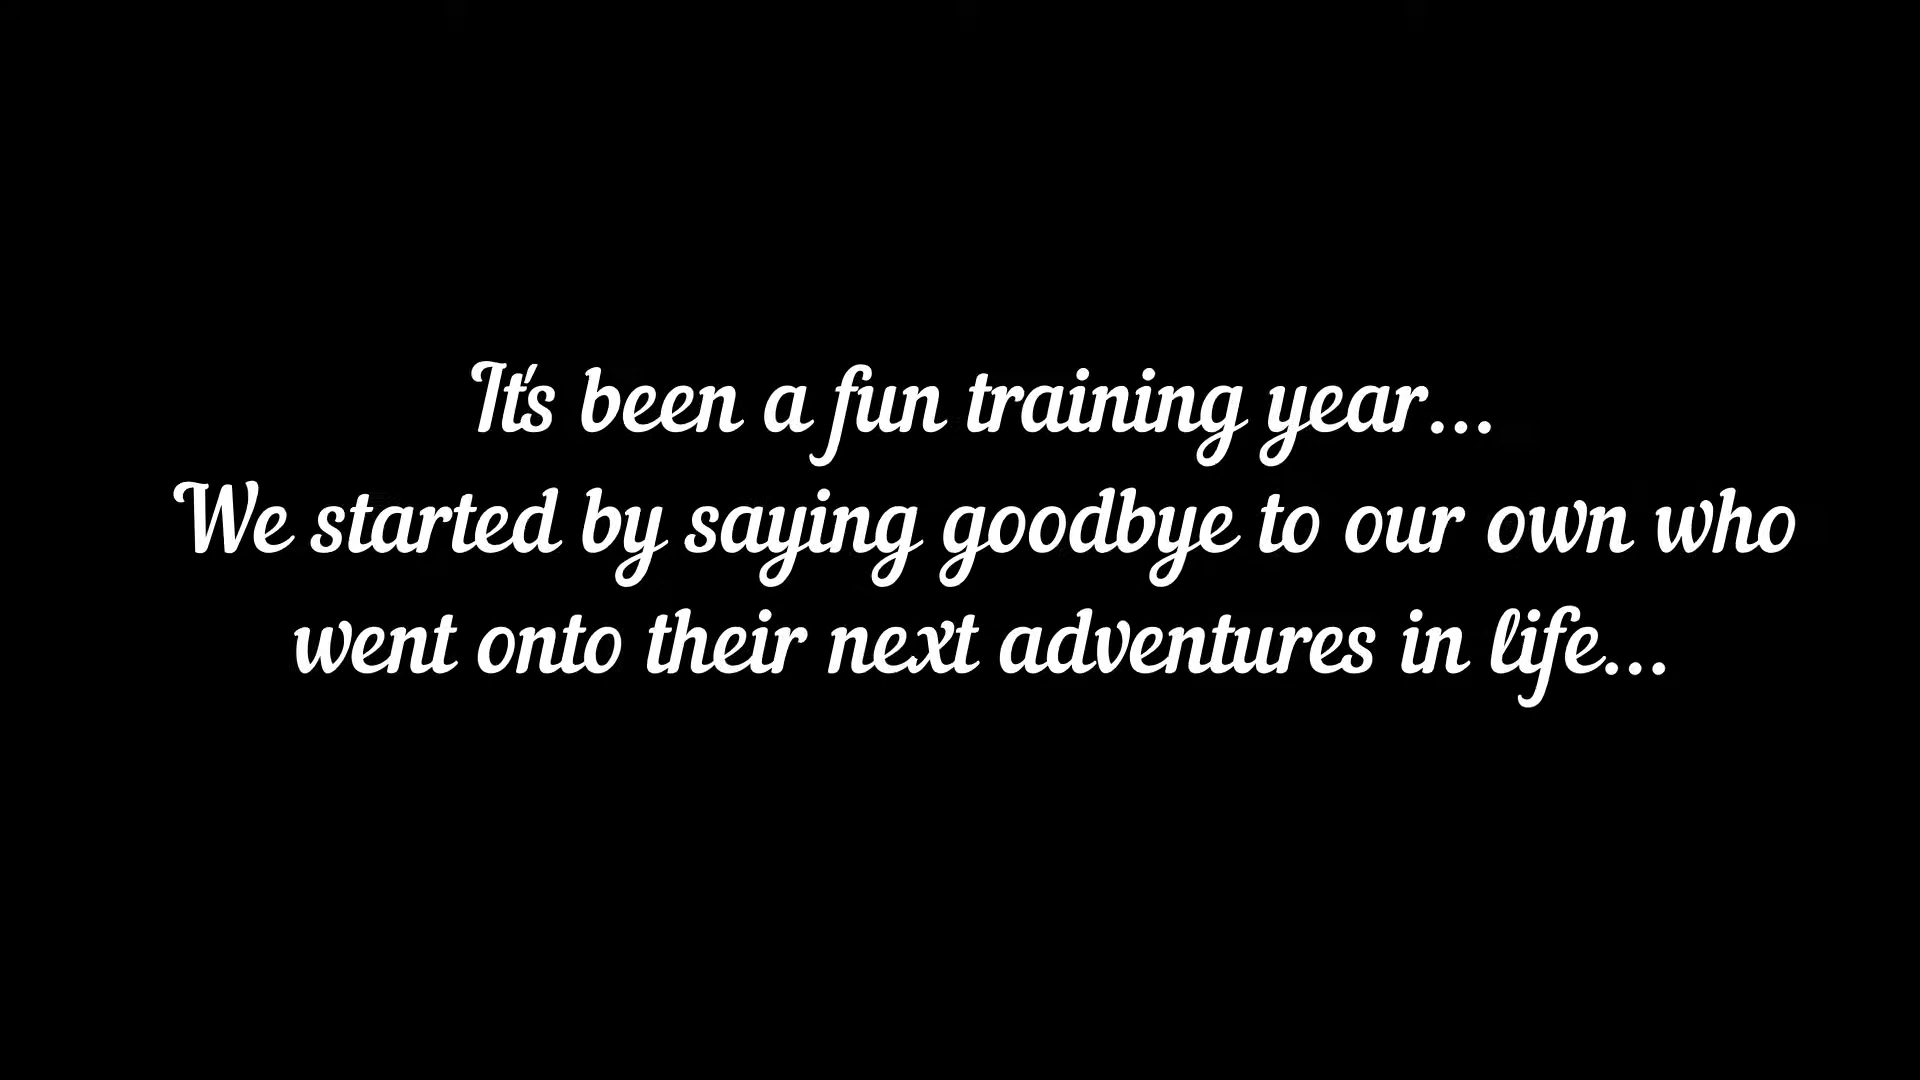 It's been a fun training year...
We started by saying goodbye to our own who
went onto their next adventures in life...